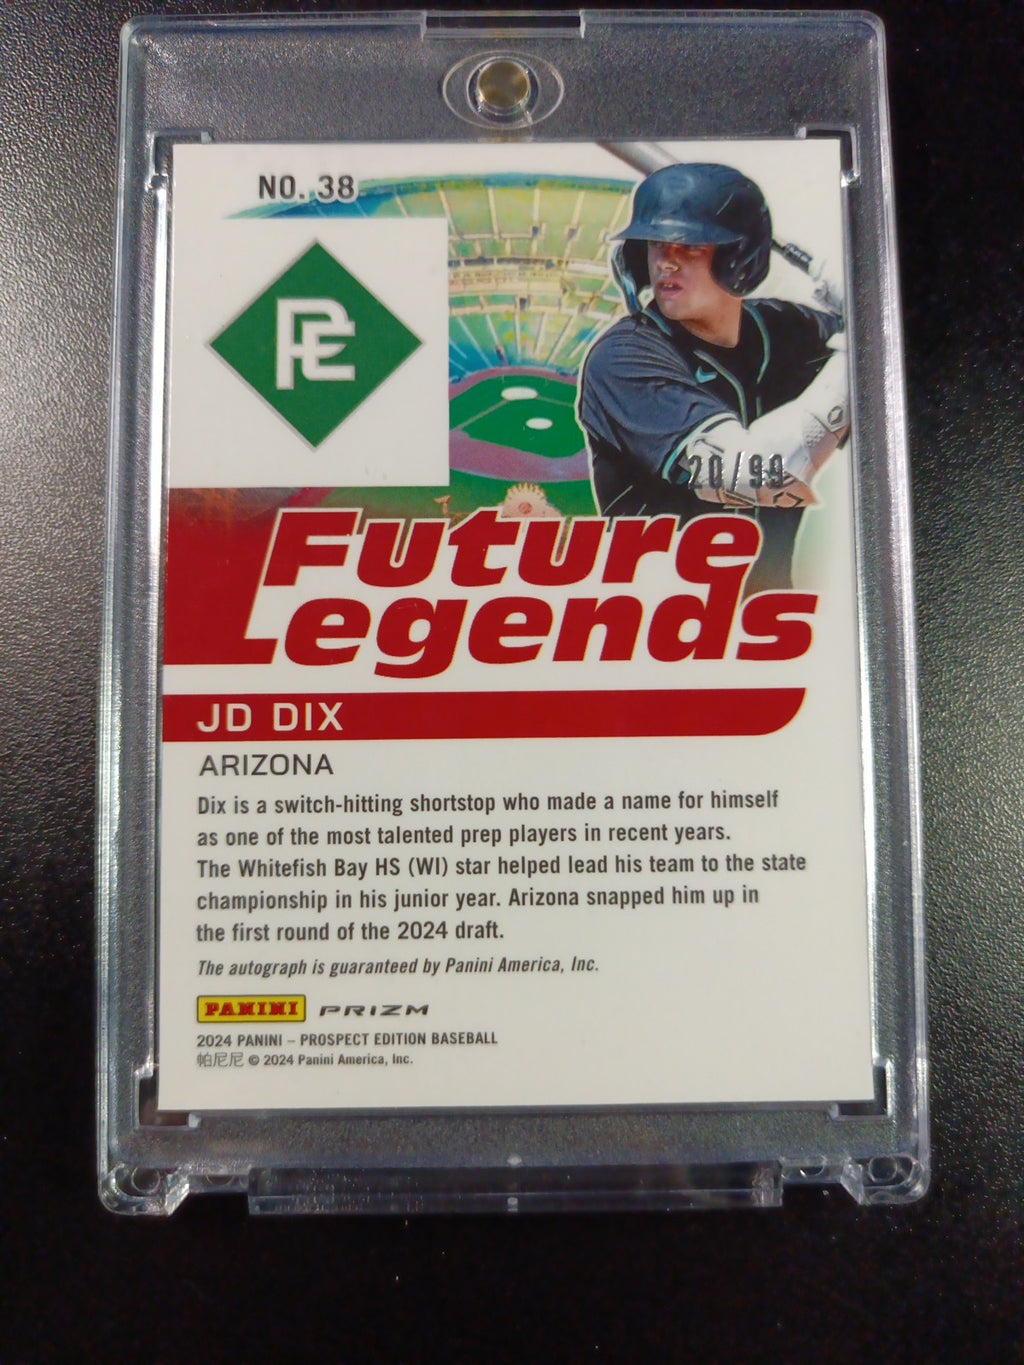 NO. 38
PE
20/99
Future
Legends
JD DIX
ARIZONA
Dix is a switch-hitting shortstop who made a name for himself
as one of the most talented prep players in recent years.
The Whitefish Bay HS (WI) star helped lead his team to the state
championship in his junior year. Arizona snapped him up in
the first round of the 2024 draft.
The autograph is guaranteed by Panini America, Inc.
PANINI PRIZM
2024 PANINI – PROSPECT EDITION BASEBALL
帕尼尼 © 2024 Panini America, Inc.